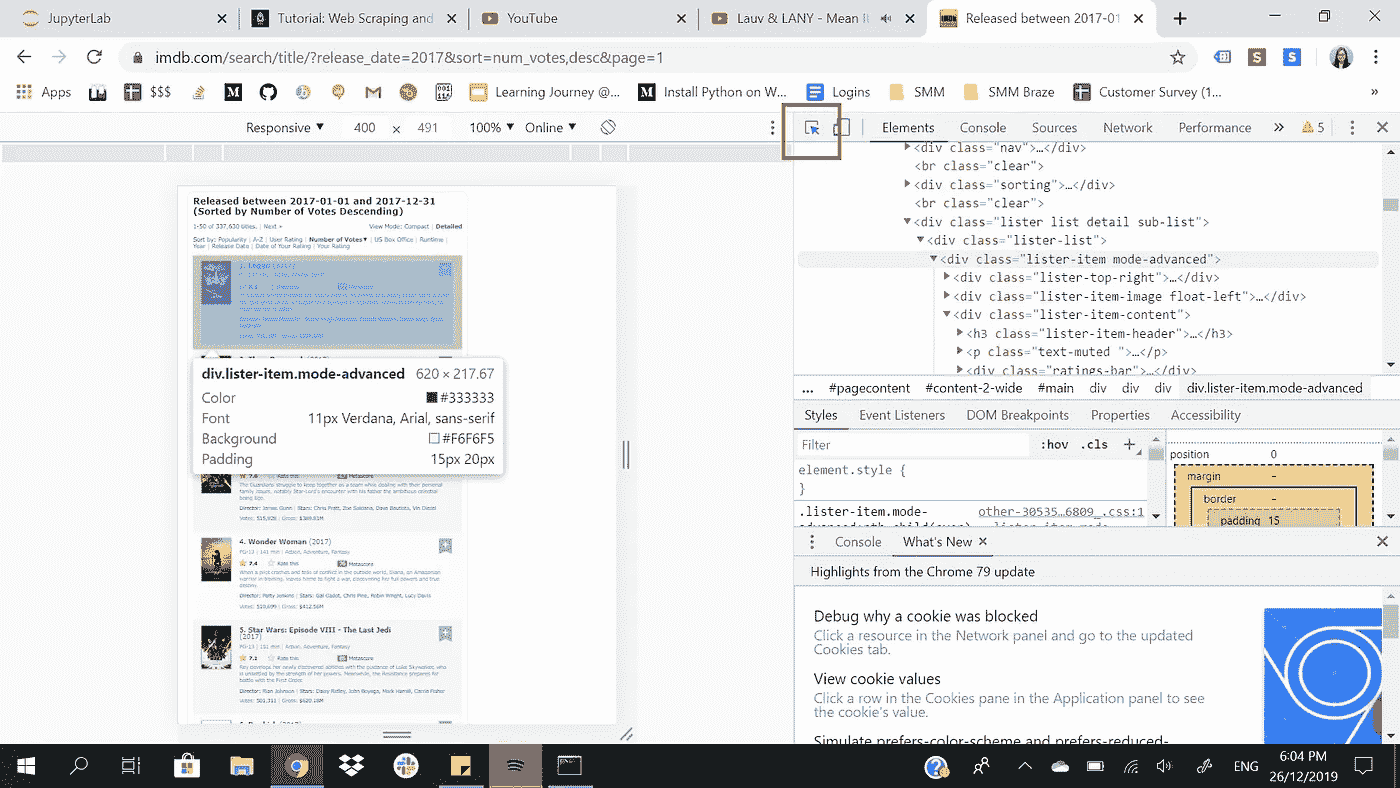 JupyterLab
Tutorial: Web Scraping and
YouTube
Lauv & LANY - Mean It
Released between 2017-01
imdb.com/search/title/?release_date=2017&sort=num_votes,desc&page=1
Apps
$$$
Learning Journey @...
Install Python on W...
Logins
SMM
SMM Braze
Customer Survey (1...
»
Responsive ▼ 400 x 491 100% ▼ Online ▼
Elements Console Sources Network Performance » 5
Released between 2017-01-01 and 2017-12-31
(Sorted by Number of Votes Descending)
1-50 of 337,630 titles. | Next »
View Mode: Compact | Detailed
Sort by: Popularity | A-Z | User Rating | Number of Votes▼ | US Box Office | Runtime |
Year | Release Date | Date of Your Rating | Your Rating
1. Logan (2017)
div.lister-item.mode-advanced 620 × 217.67
Color #333333
Font 11px Verdana, Arial, sans-serif
Background #F6F6F5
Padding 15px 20px
7.6 Rate this Metascore
The Guardians struggle to keep together as a team while dealing with their personal
family issues, notably Star-Lord's encounter with his father the ambitious celestial
being Ego.
Director: James Gunn | Stars: Chris Pratt, Zoe Saldana, Dave Bautista, Vin Diesel
4. Wonder Woman (2017)
PG-13 | 141 min | Action, Adventure, Fantasy
7.4 Rate this Metascore
When a pilot crashes and tells of conflict in the outside world, Diana, an Amazonian
warrior in training, leaves home to fight a war, discovering her full powers and true
destiny.
Director: Patty Jenkins | Stars: Gal Gadot, Chris Pine, Robin Wright, Lucy Davis
Gross: $412.56M
5. Star Wars: Episode VIII - The Last Jedi
(2017)
PG-13 | 152 min | Action, Adventure, Fantasy
7.1 Rate this Metascore
Rey develops her newly discovered abilities with the guidance of Luke Skywalker, who
is unsettled by the strength of her powers. Meanwhile, the Resistance prepares for
battle with the First Order.
Director: Rian Johnson | Stars: Daisy Ridley, John Boyega, Mark Hamill, Carrie Fisher
Gross: $620.18M
<div class="nav">…</div>
<br class="clear">
<div class="sorting">…</div>
<br class="clear">
<div class="lister list detail sub-list">
<div class="lister-list">
<div class="lister-item mode-advanced">
<div class="lister-top-right">…</div>
<div class="lister-item-image float-left">…</div>
<div class="lister-item-content">
<h3 class="lister-item-header">…</h3>
<p class="text-muted ">…</p>
<div class="ratings-bar">…</div>
... #pagecontent #content-2-wide #main div div div div.lister-item.mode-advanced
Styles Event Listeners DOM Breakpoints Properties Accessibility
Filter :hov .cls +
element.style {
}
.lister-item.mode- other-30535…6809_.css:1
advanced:nth-child(even) .lister-item.mode-
position 0
margin -
border -
padding 15
Console What's New
Highlights from the Chrome 79 update
Debug why a cookie was blocked
Click a resource in the Network panel and go to the updated
Cookies tab.
View cookie values
Click a row in the Cookies pane in the Application panel to see
the cookie's value.
Simulate prefers-color-scheme and prefers-reduced-
ENG
6:04 PM
26/12/2019